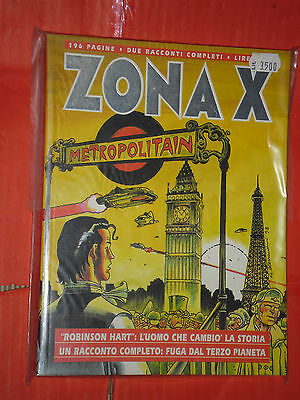 196 PAGINE • DUE RACCONTI COMPLETI • LIRE
3500
ZONA X
METROPOLITAIN
"ROBINSON HART": L'UOMO CHE CAMBIO' LA STORIA
UN RACCONTO COMPLETO: FUGA DAL TERZO PIANETA